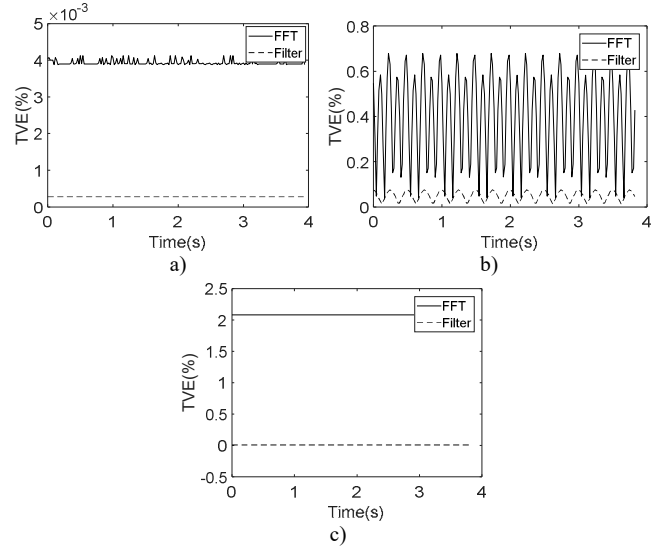 ×10⁻³
5
4
3
2
1
0
TVE(%)
FFT
Filter
0 1 2 3 4
Time(s)
a)
0.8
0.6
0.4
0.2
0
TVE(%)
FFT
Filter
0 1 2 3 4
Time(s)
b)
2.5
2
1.5
1
0.5
0
-0.5
TVE(%)
FFT
Filter
0 1 2 3 4
Time(s)
c)